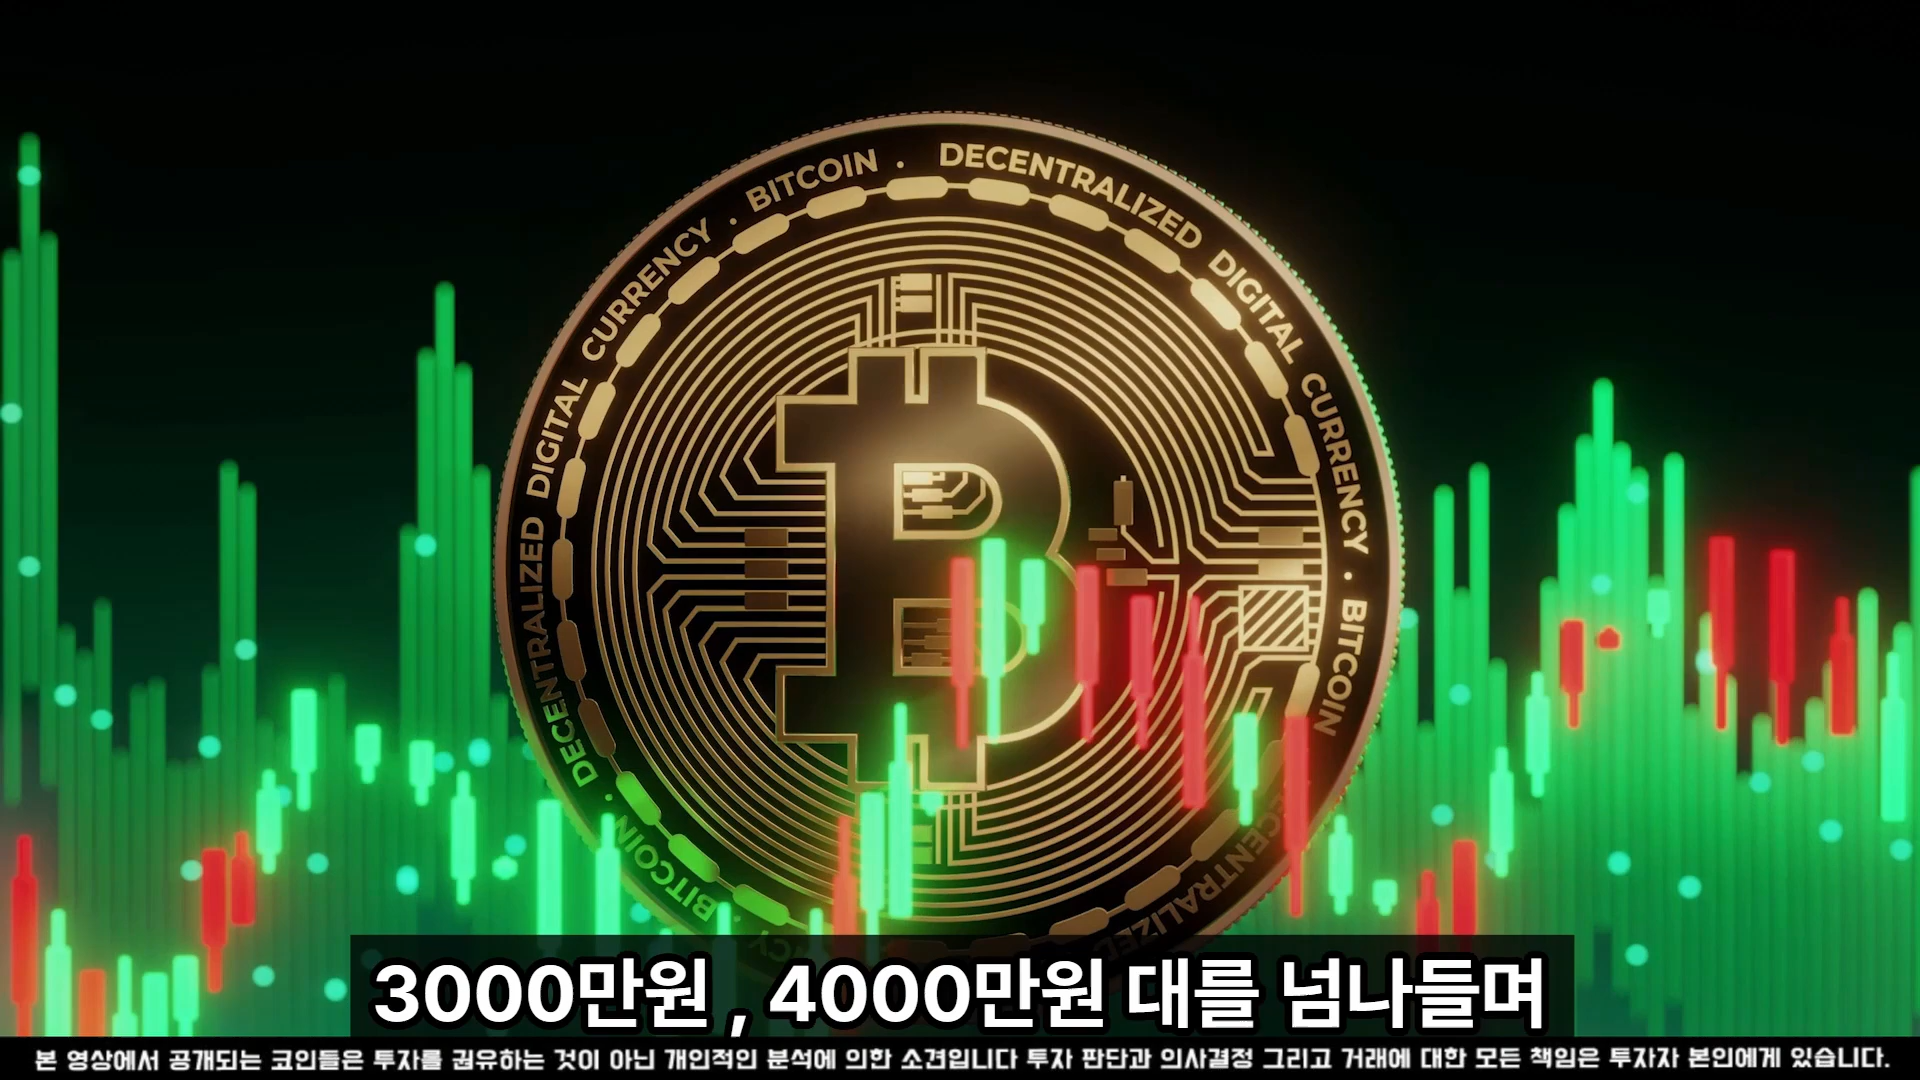 DECENTRALIZED DIGITAL CURRENCY · BITCOIN · DECENTRALIZED DIGITAL CURRENCY · BITCOIN
DECENTRALIZED
BITCOIN ·
3000만원 , 4000만원 대를 넘나들며
본 영상에서 공개되는 코인들은 투자를 권유하는 것이 아닌 개인적인 분석에 의한 소견입니다 투자 판단과 의사결정 그리고 거래에 대한 모든 책임은 투자자 본인에게 있습니다.